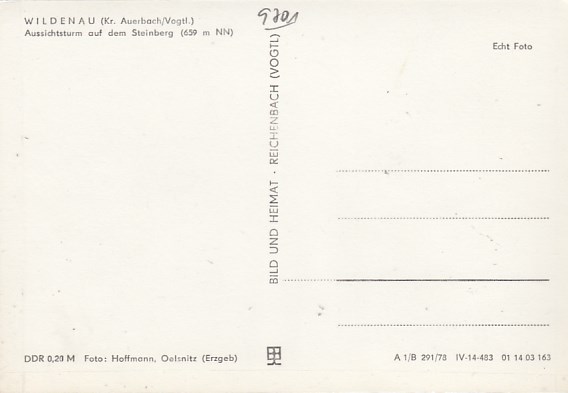 WILDENAU (Kr. Auerbach/Vogtl.)
Aussichtsturm auf dem Steinberg (659 m NN)
9701
Echt Foto
BILD UND HEIMAT · REICHENBACH (VOGTL)
DDR 0,20 M Foto: Hoffmann, Oelsnitz (Erzgeb)
A 1/B 291/78 IV-14-483 01 14 03 163